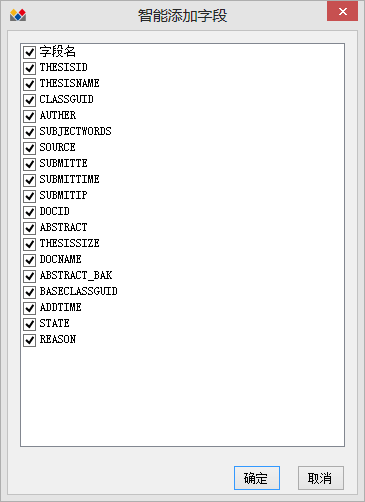 智能添加字段
字段名
THESISID
THESISNAME
CLASSGUID
AUTHER
SUBJECTWORDS
SOURCE
SUBMITTE
SUBMITTIME
SUBMITIP
DOCID
ABSTRACT
THESISSIZE
DOCNAME
ABSTRACT_BAK
BASECLASSGUID
ADDTIME
STATE
REASON
确定
取消